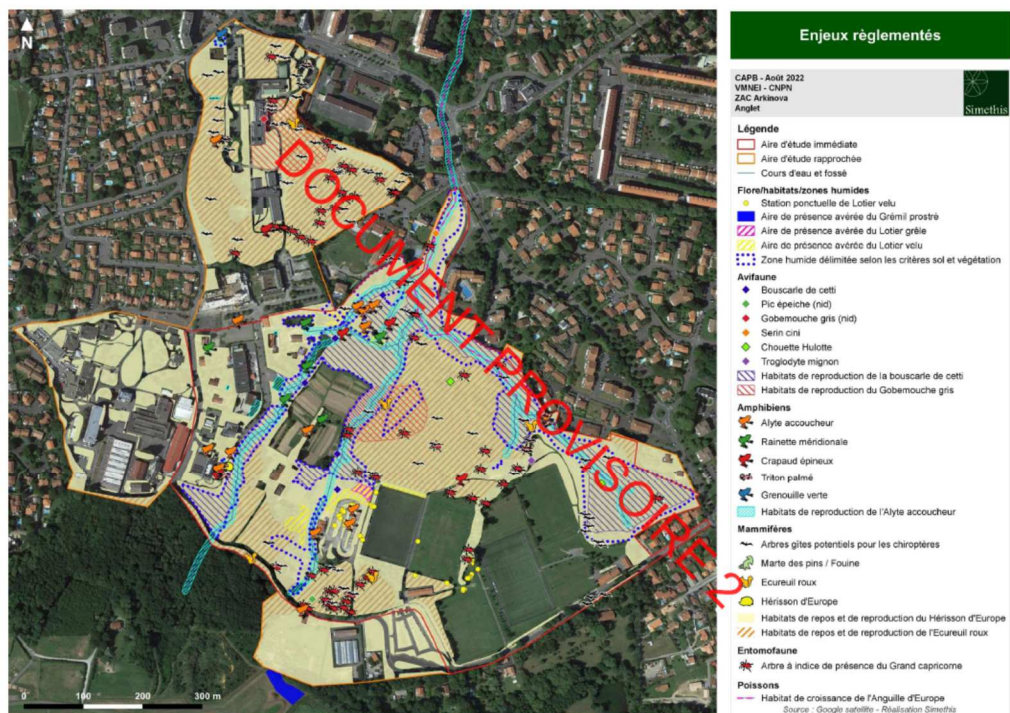 N
DOCUMENT PROVISOIRE 2
0 100 200 300 m
Enjeux règlementés
CAPB - Août 2022
VMNEI - CNPN
ZAC Arkinova
Anglet
Simethis
Légende
Aire d'étude immédiate
Aire d'étude rapprochée
Cours d'eau et fossé
Flore/habitats/zones humides
Station ponctuelle de Lotier velu
Aire de présence avérée du Grémil prostré
Aire de présence avérée du Lotier grêle
Aire de présence avérée du Lotier velu
Zone humide délimitée selon les critères sol et végétation
Avifaune
Bouscarle de cetti
Pic épeiche (nid)
Gobemouche gris (nid)
Serin cini
Chouette Hulotte
Troglodyte mignon
Habitats de reproduction de la bouscarle de cetti
Habitats de reproduction du Gobemouche gris
Amphibiens
Alyte accoucheur
Rainette méridionale
Crapaud épineux
Triton palmé
Grenouille verte
Habitats de reproduction de l'Alyte accoucheur
Mammifères
Arbres gîtes potentiels pour les chiroptères
Marte des pins / Fouine
Ecureuil roux
Hérisson d'Europe
Habitats de repos et de reproduction du Hérisson d'Europe
Habitats de repos et de reproduction de l'Ecureuil roux
Entomofaune
Arbre à indice de présence du Grand capricorne
Poissons
Habitat de croissance de l'Anguille d'Europe
Source : Google satellite - Réalisation Simethis